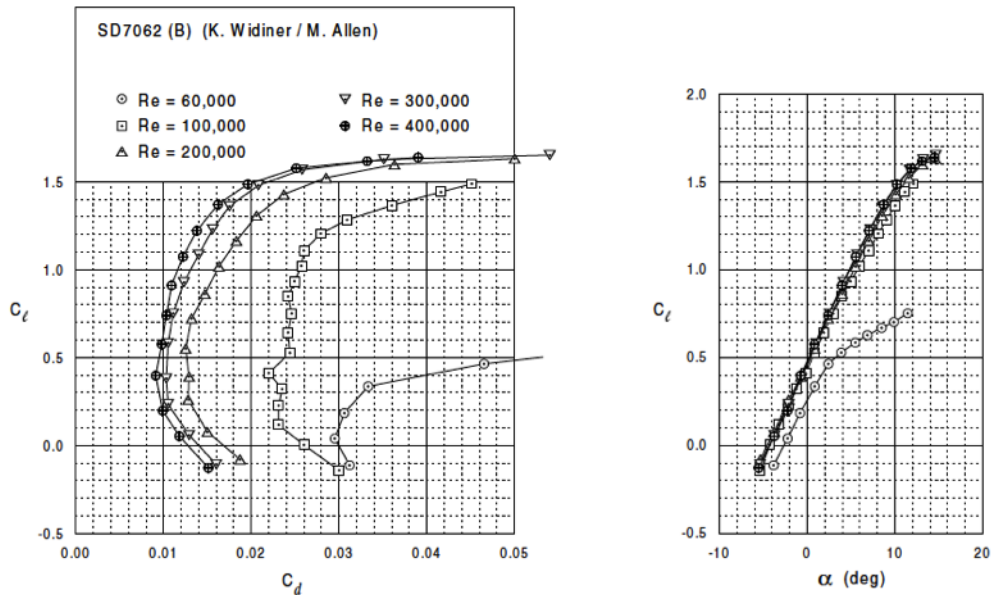 SD7062 (B) (K. Widiner / M. Allen)
Re = 60,000
Re = 300,000
Re = 100,000
Re = 400,000
Re = 200,000
1.5
1.0
Cℓ
0.5
0.0
-0.5
0.00
0.01
0.02
0.03
0.04
0.05
Cd
2.0
1.5
1.0
Cℓ
0.5
0.0
-0.5
-10
0
10
20
α (deg)